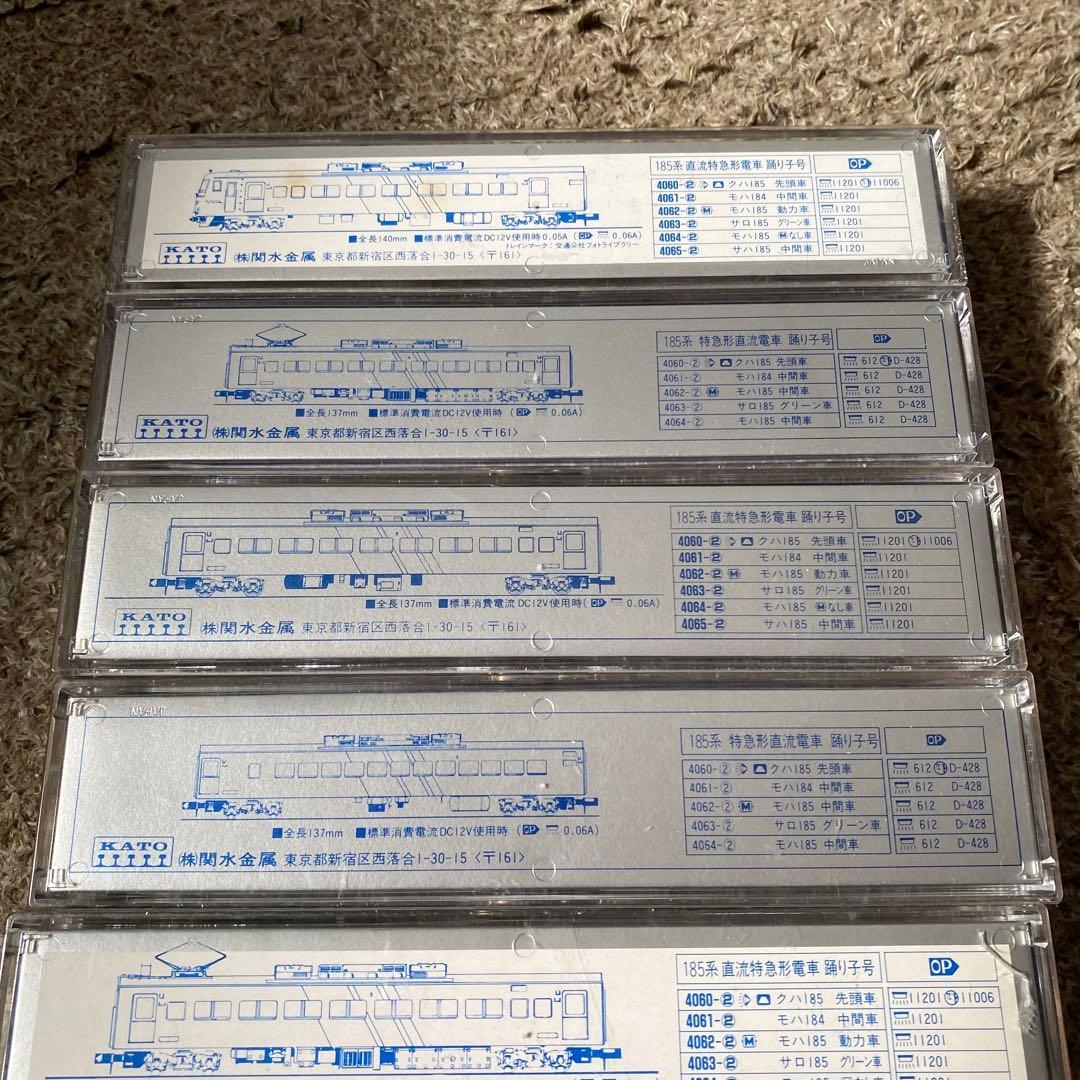 185系 直流特急形電車 踊り子号 OP
4060-② クハ185 先頭車 11201 11006
4061-② モハ184 中間車 11201
4062-② M モハ185 動力車 11201
4063-② サロ185 グリーン車 11201
4064-② モハ185 Mなし車 11201
4065-② サハ185 中間車 11201
■全長140mm ■標準消費電流DC12V使用時0.05A (OP 0.06A)
トレインマーク:交通公社フォトライブラリー
KATO
(株)関水金属 東京都新宿区西落合1-30-15 〈〒161〉
JAPAN
185系 特急形直流電車 踊り子号 OP
4060-② クハ185 先頭車 612 D-428
4061-② モハ184 中間車 612 D-428
4062-② M モハ185 中間車 612 D-428
4063-② サロ185 グリーン車 612 D-428
4064-② モハ185 中間車 612 D-428
■全長137mm ■標準消費電流DC12V使用時 (OP 0.06A)
KATO
(株)関水金属 東京都新宿区西落合1-30-15 〈〒161〉
185系 直流特急形電車 踊り子号 OP
4060-② クハ185 先頭車 11201 11006
4061-② モハ184 中間車 11201
4062-② M モハ185 動力車 11201
4063-② サロ185 グリーン車 11201
4064-② モハ185 Mなし車 11201
4065-② サハ185 中間車 11201
■全長137mm ■標準消費電流DC12V使用時(OP 0.06A)
KATO
(株)関水金属 東京都新宿区西落合1-30-15 〈〒161〉
185系 特急形直流電車 踊り子号 OP
4060-② クハ185 先頭車 612 D-428
4061-② モハ184 中間車 612 D-428
4062-② M モハ185 中間車 612 D-428
4063-② サロ185 グリーン車 612 D-428
4064-② モハ185 中間車 612 D-428
■全長137mm ■標準消費電流DC12V使用時 (OP 0.06A)
KATO
(株)関水金属 東京都新宿区西落合1-30-15 〈〒161〉
185系 直流特急形電車 踊り子号 OP
4060-② クハ185 先頭車 11201 11006
4061-② モハ184 中間車 11201
4062-② M モハ185 動力車 11201
4063-② サロ185 グリーン車 11201